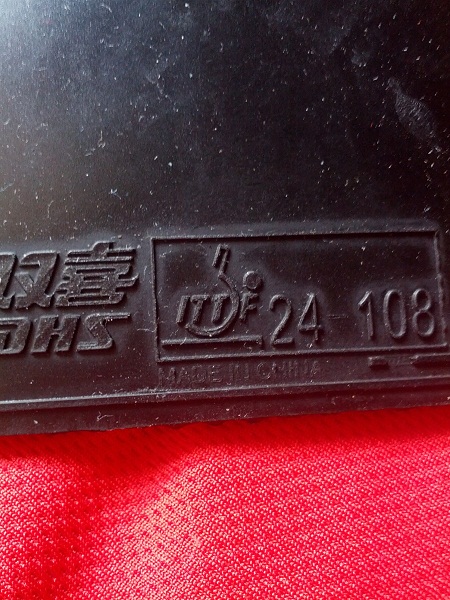 双喜
DHS
ITTF 24-108
MADE IN CHINA